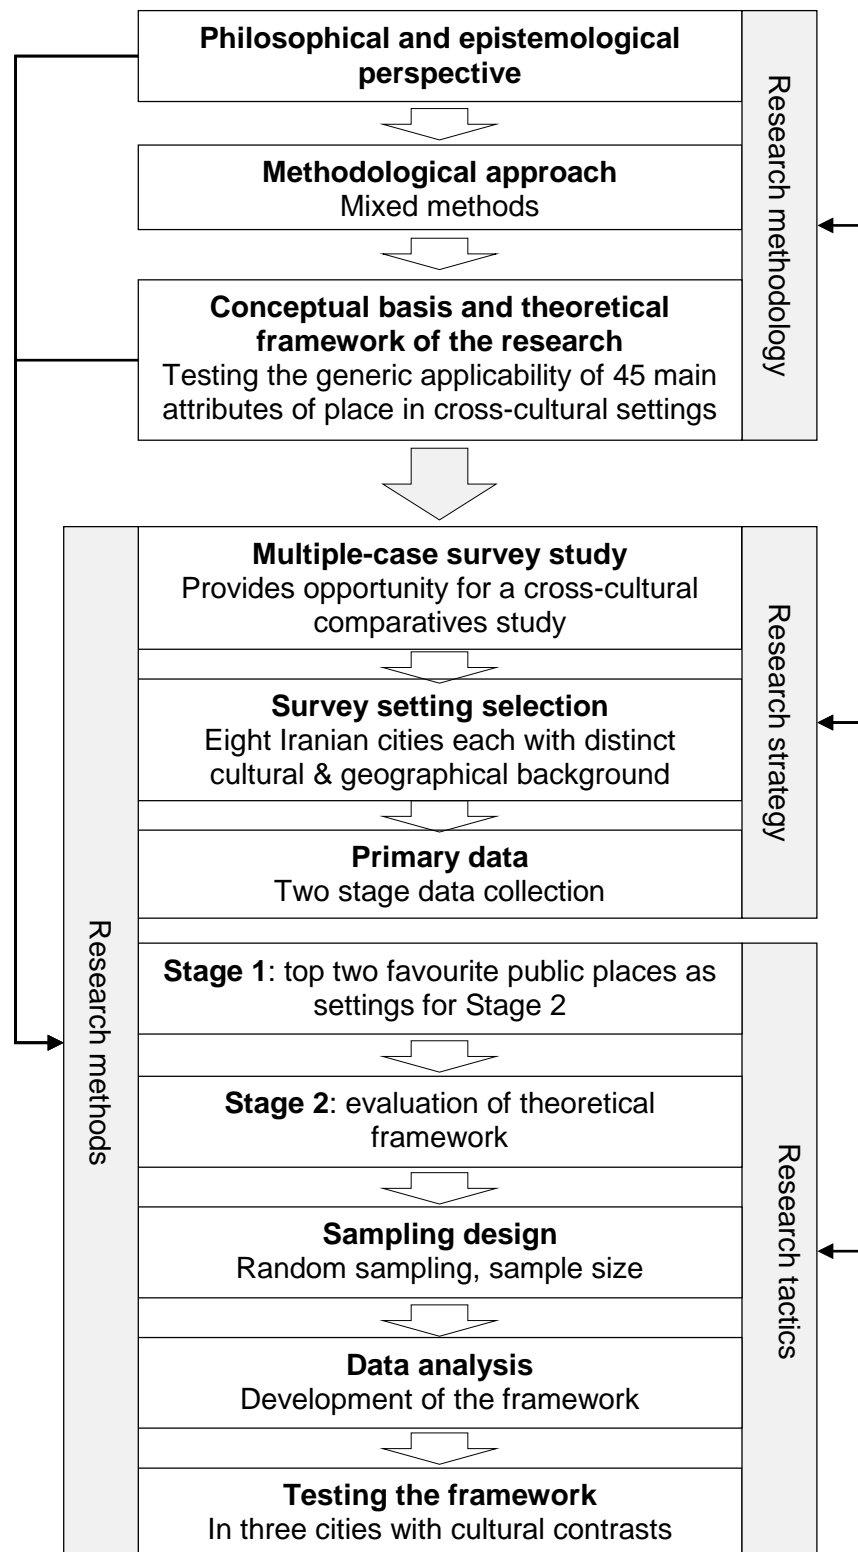 Philosophical and epistemological
perspective
Methodological approach
Mixed methods
Conceptual basis and theoretical
framework of the research
Testing the generic applicability of 45 main
attributes of place in cross-cultural settings
Research methodology
Multiple-case survey study
Provides opportunity for a cross-cultural
comparatives study
Survey setting selection
Eight Iranian cities each with distinct
cultural & geographical background
Primary data
Two stage data collection
Research strategy
Research methods
Stage 1: top two favourite public places as
settings for Stage 2
Stage 2: evaluation of theoretical
framework
Sampling design
Random sampling, sample size
Data analysis
Development of the framework
Testing the framework
In three cities with cultural contrasts
Research tactics